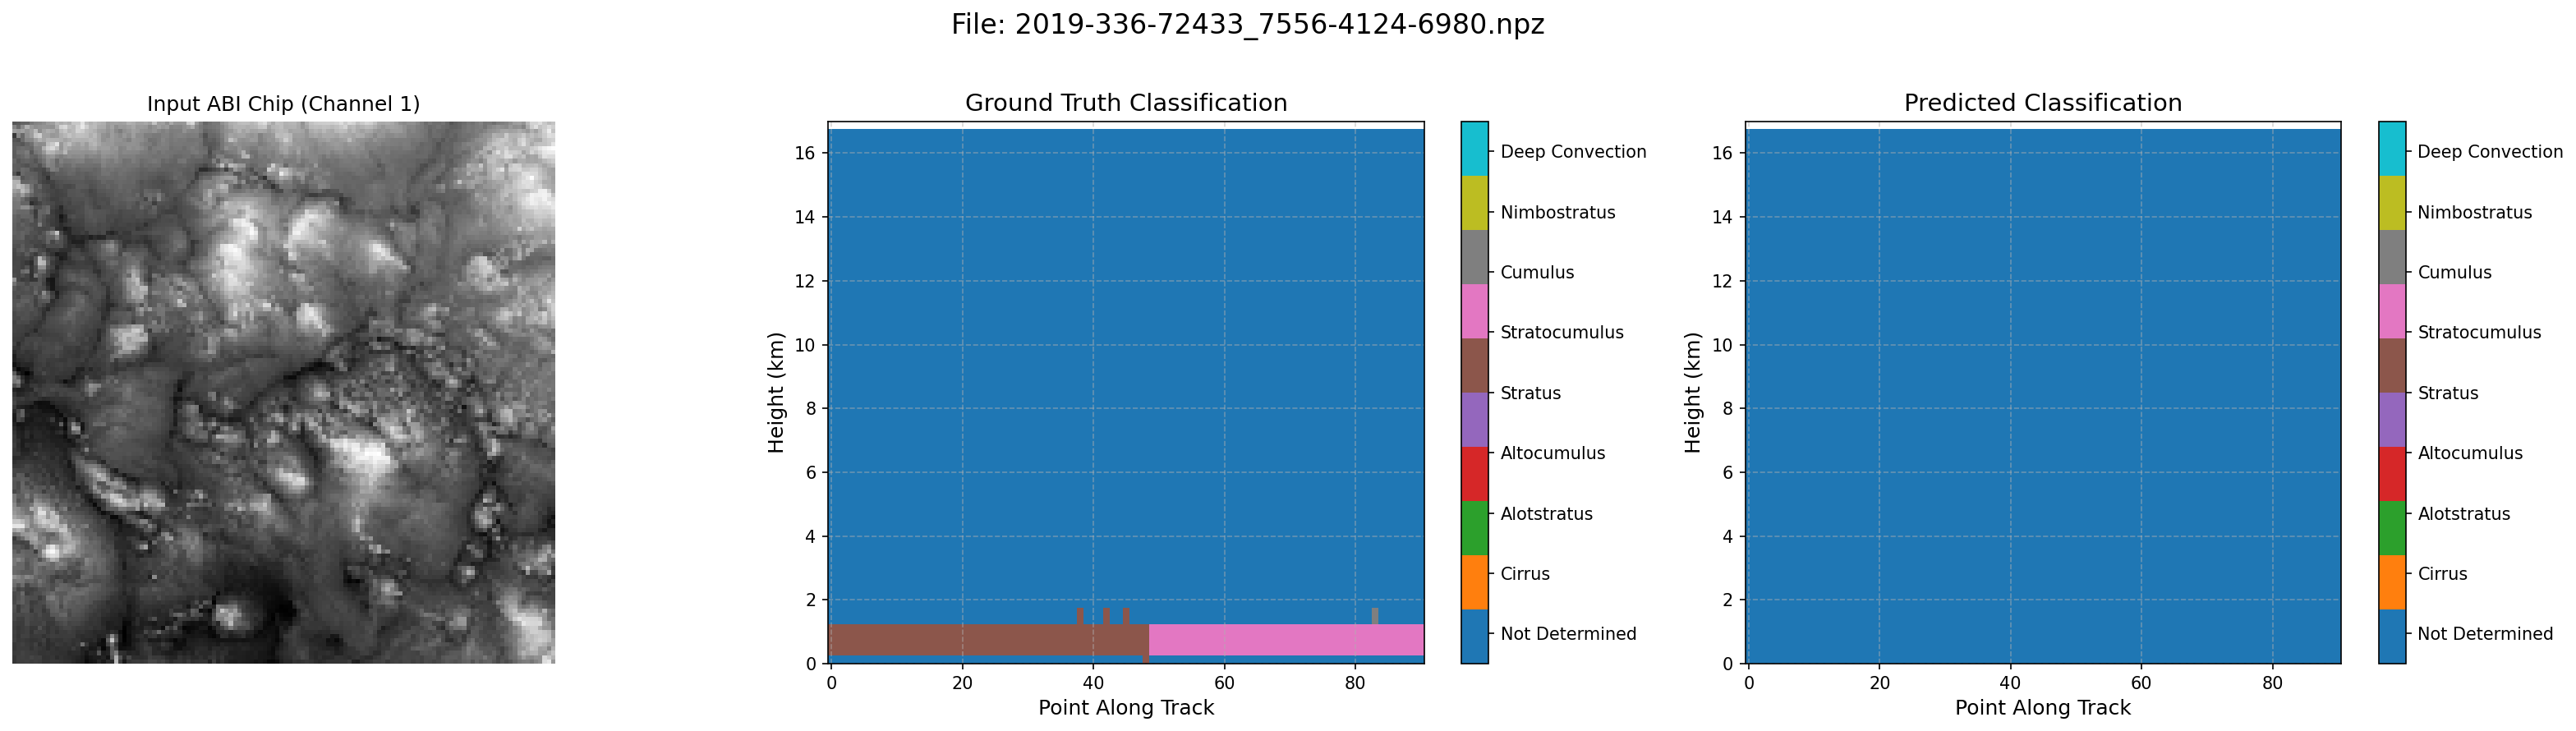 File: 2019-336-72433_7556-4124-6980.npz
Input ABI Chip (Channel 1)
Ground Truth Classification
Height (km)
16
14
12
10
8
6
4
2
0
0 20 40 60 80
Point Along Track
Deep Convection
Nimbostratus
Cumulus
Stratocumulus
Stratus
Altocumulus
Alotstratus
Cirrus
Not Determined
Predicted Classification
Height (km)
16
14
12
10
8
6
4
2
0
0 20 40 60 80
Point Along Track
Deep Convection
Nimbostratus
Cumulus
Stratocumulus
Stratus
Altocumulus
Alotstratus
Cirrus
Not Determined